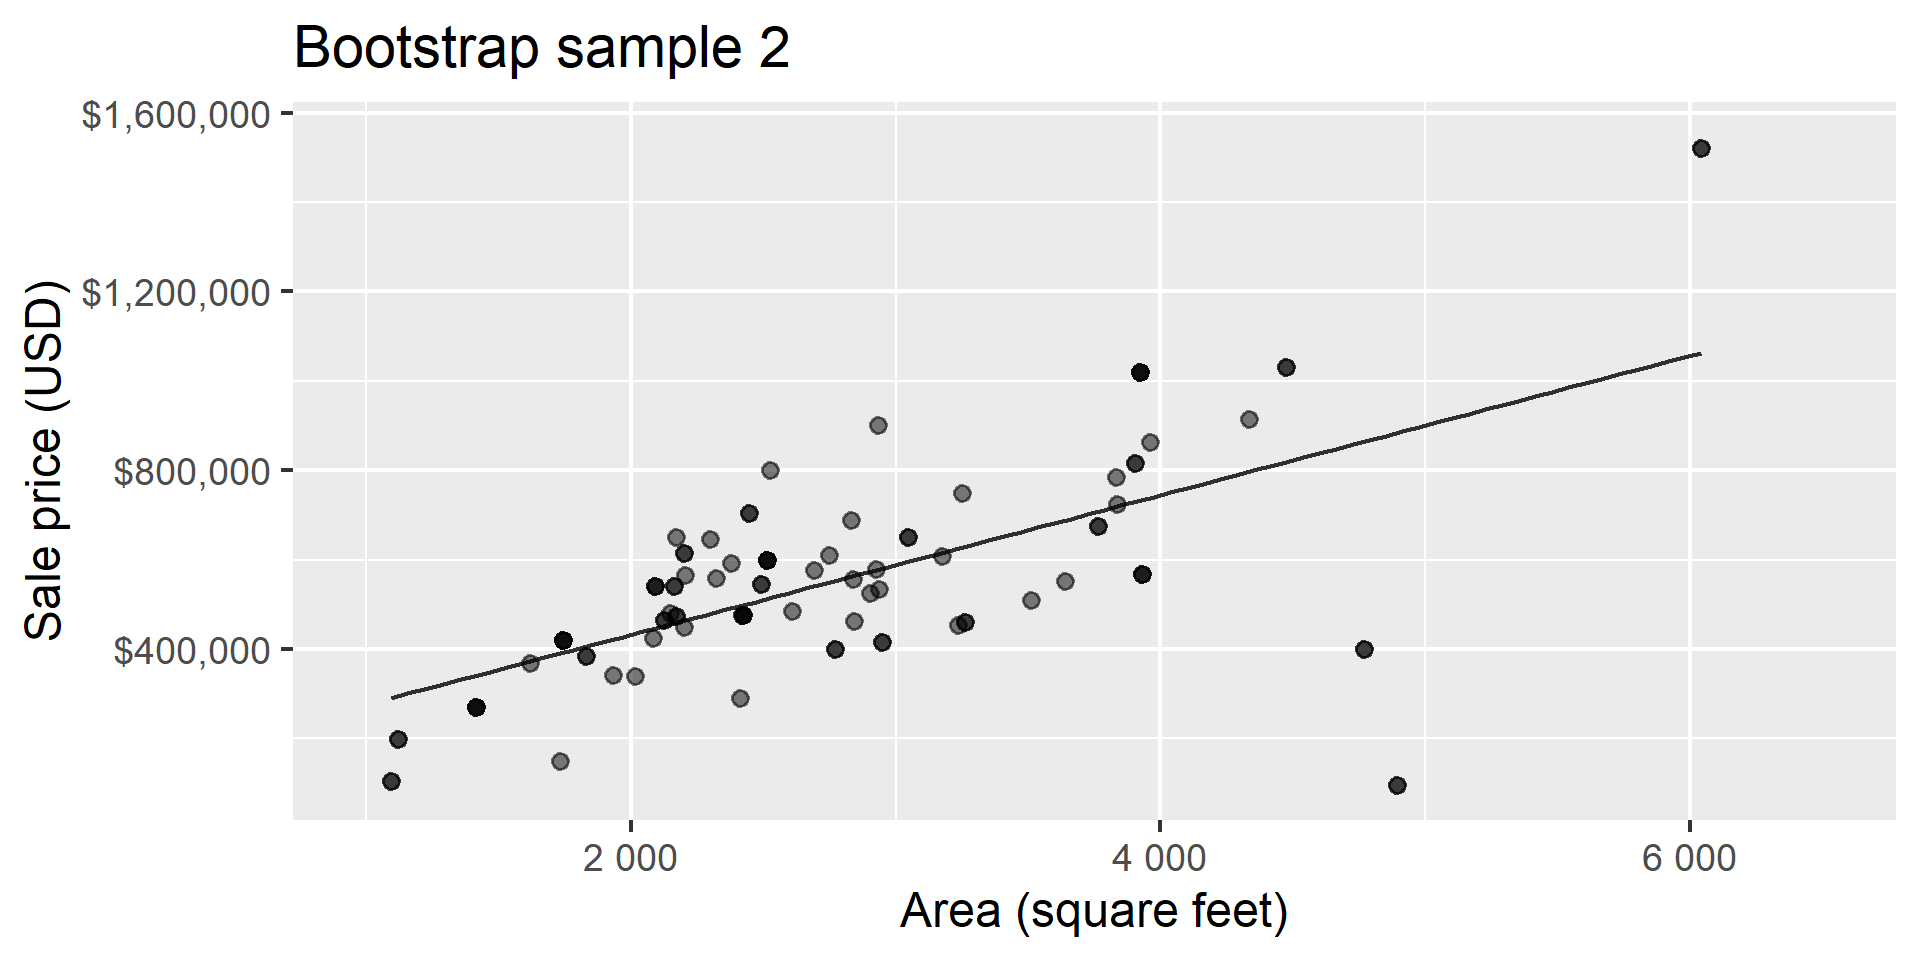 Bootstrap sample 2
$1,600,000
$1,200,000
$800,000
$400,000
Sale price (USD)
2 000
4 000
6 000
Area (square feet)